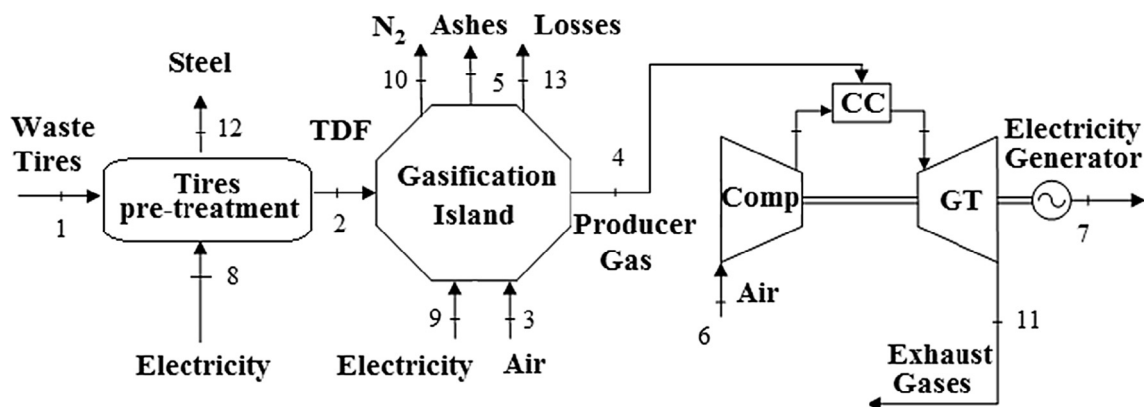 N2
Ashes
Losses
10
5
13
Steel
12
Waste
Tires
1
Tires
pre-treatment
TDF
2
Gasification
Island
4
Producer
Gas
CC
Comp
GT
Electricity
Generator
7
8
Electricity
9
3
Electricity
Air
6
Air
11
Exhaust
Gases